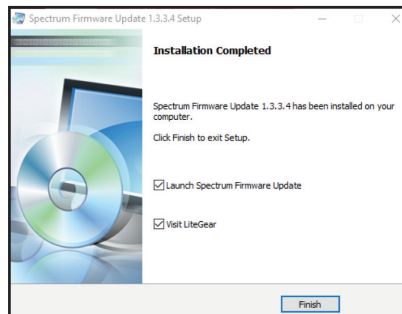 Spectrum Firmware Update 1.3.3.4 Setup
Installation Completed
Spectrum Firmware Update 1.3.3.4 has been installed on your
computer.
Click Finish to exit Setup.
Launch Spectrum Firmware Update
Visit LiteGear
Finish